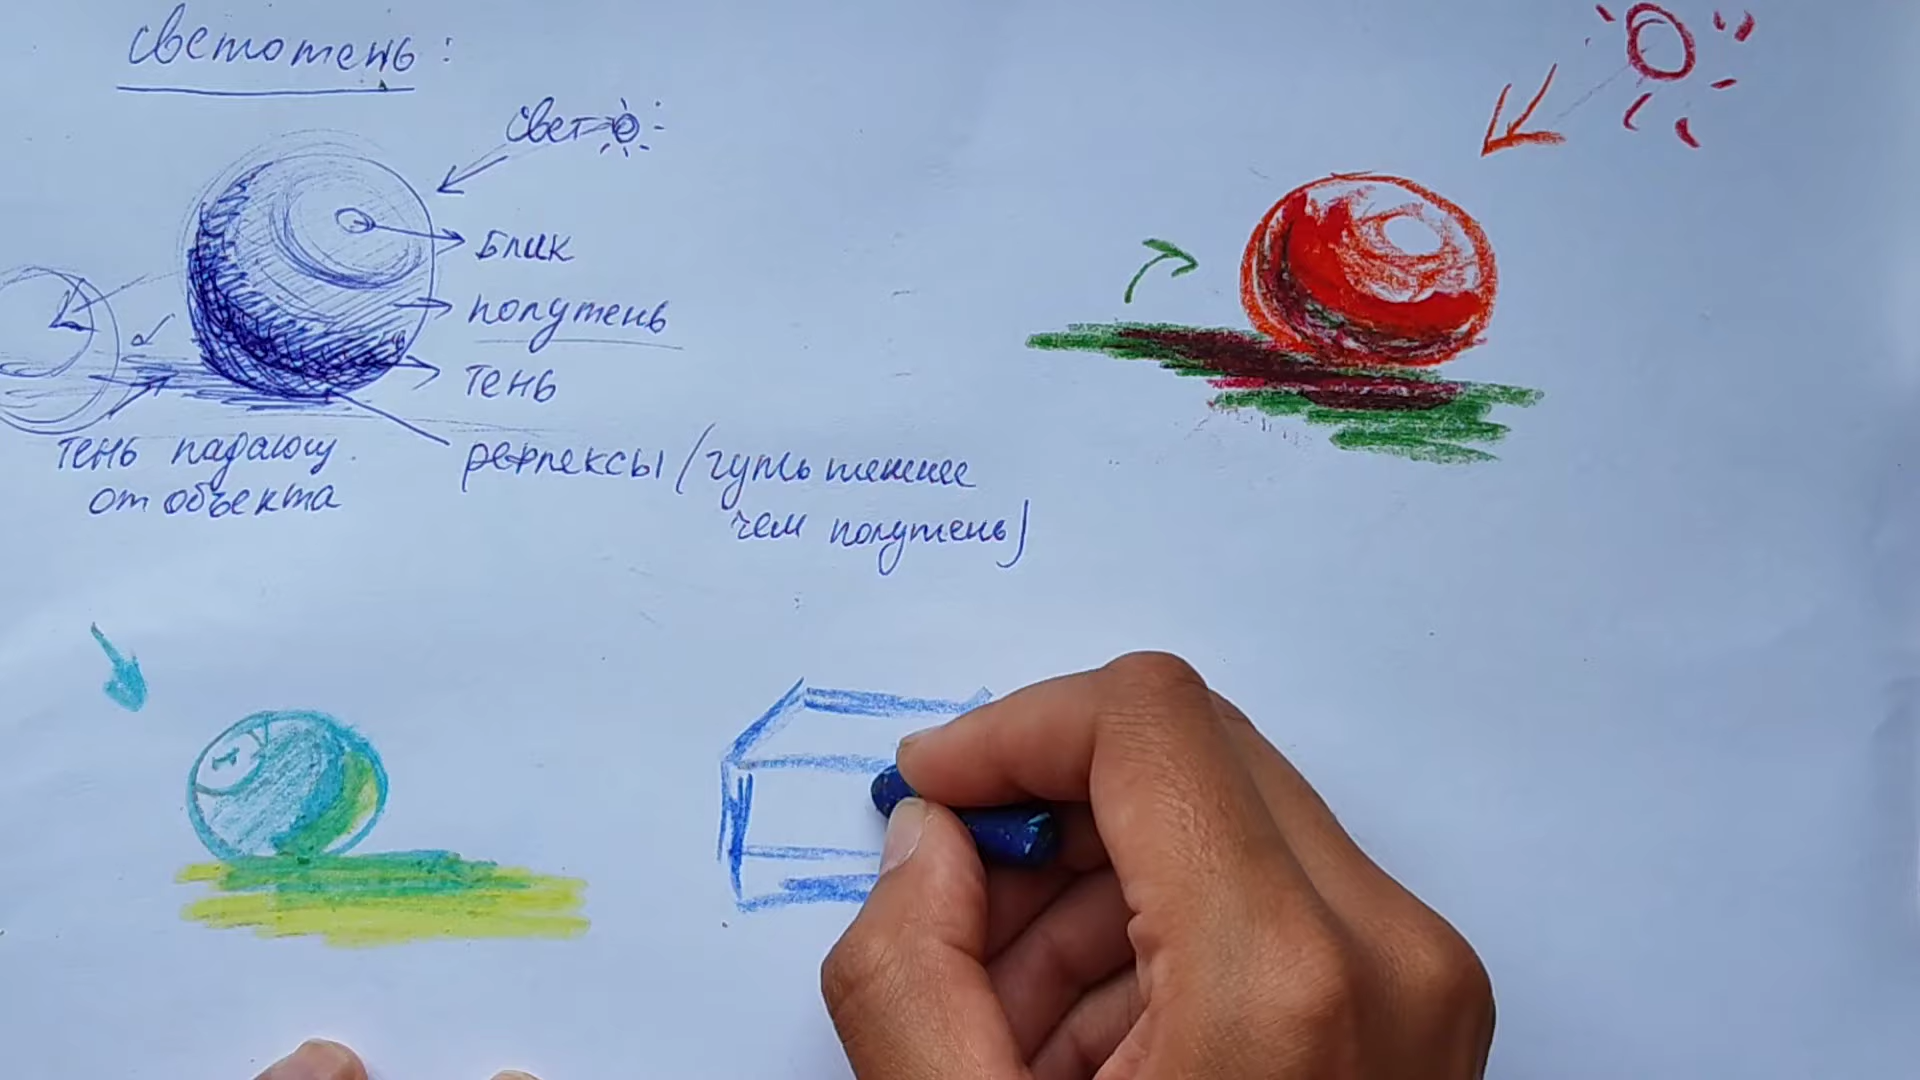 Светотень:
свет
блик
полутень
тень
тень падающ.
от объекта
рефлексы (чуть темнее
чем полутень)